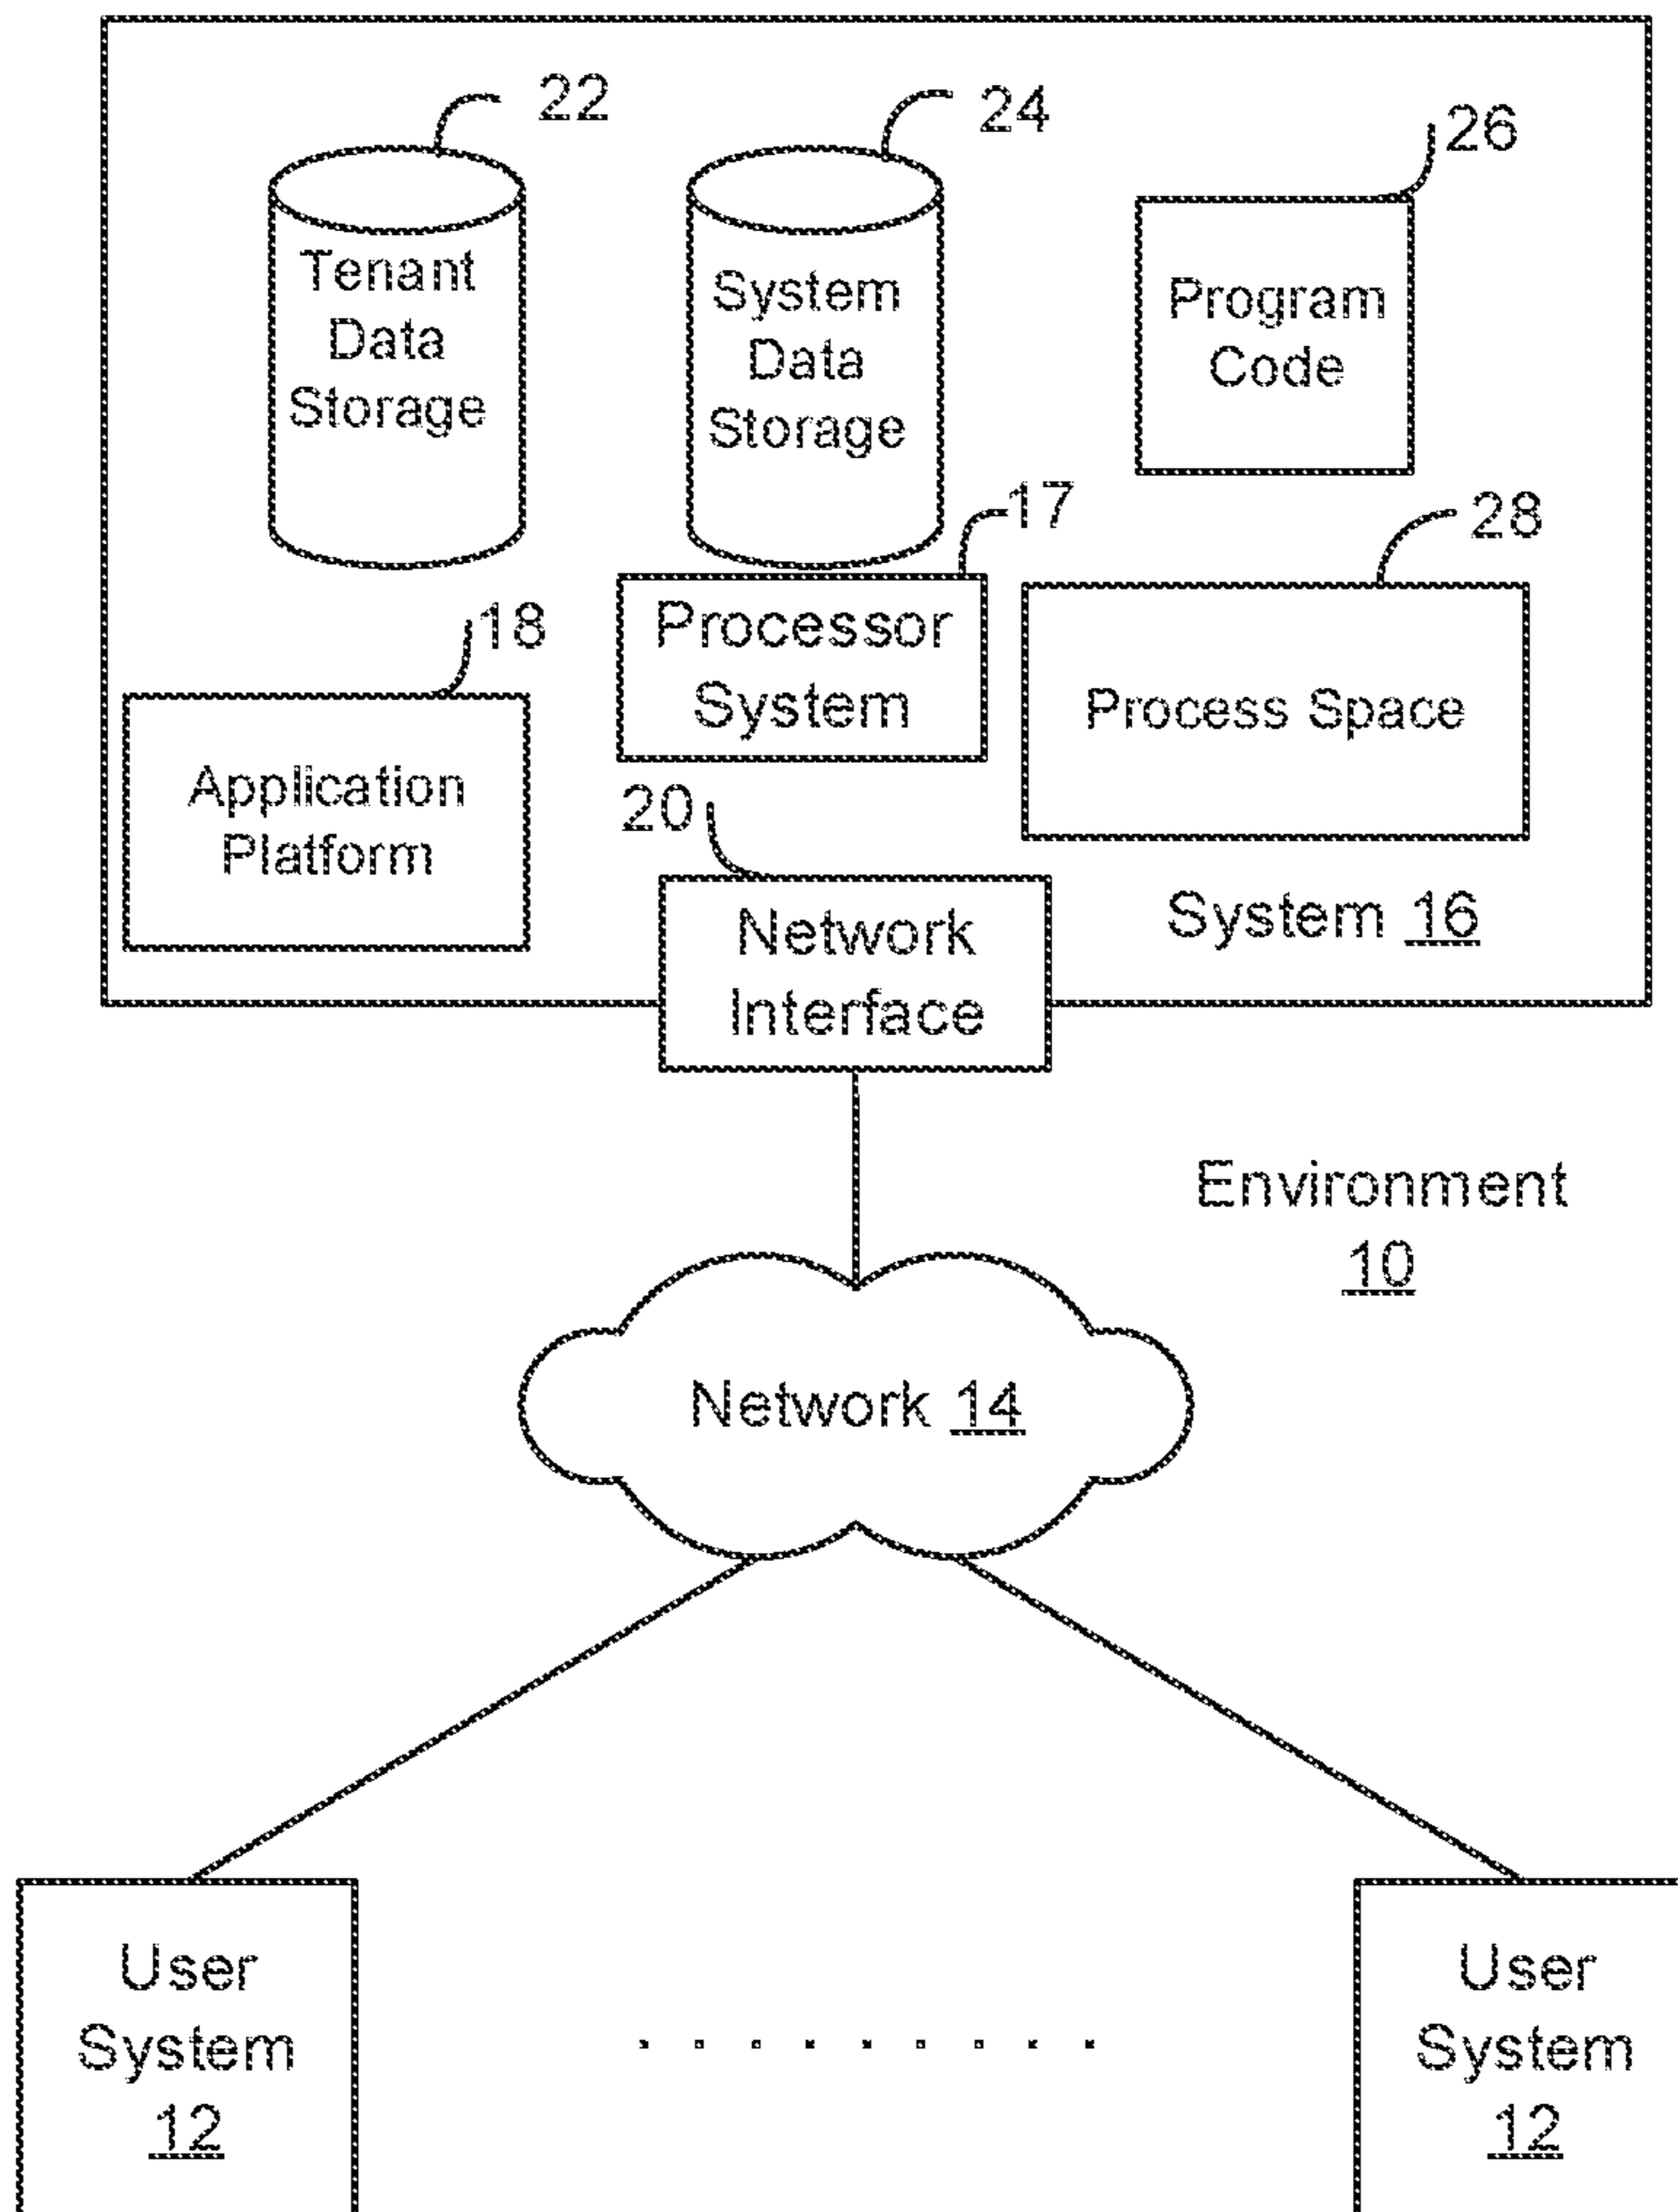 22
24
26
Tenant
Data
Storage
System
Data
Storage
Program
Code
17
28
18
Processor
System
Process Space
Application
Platform
20
Network
Interface
System 16
Environment
10
Network 14
User
System
12
User
System
12